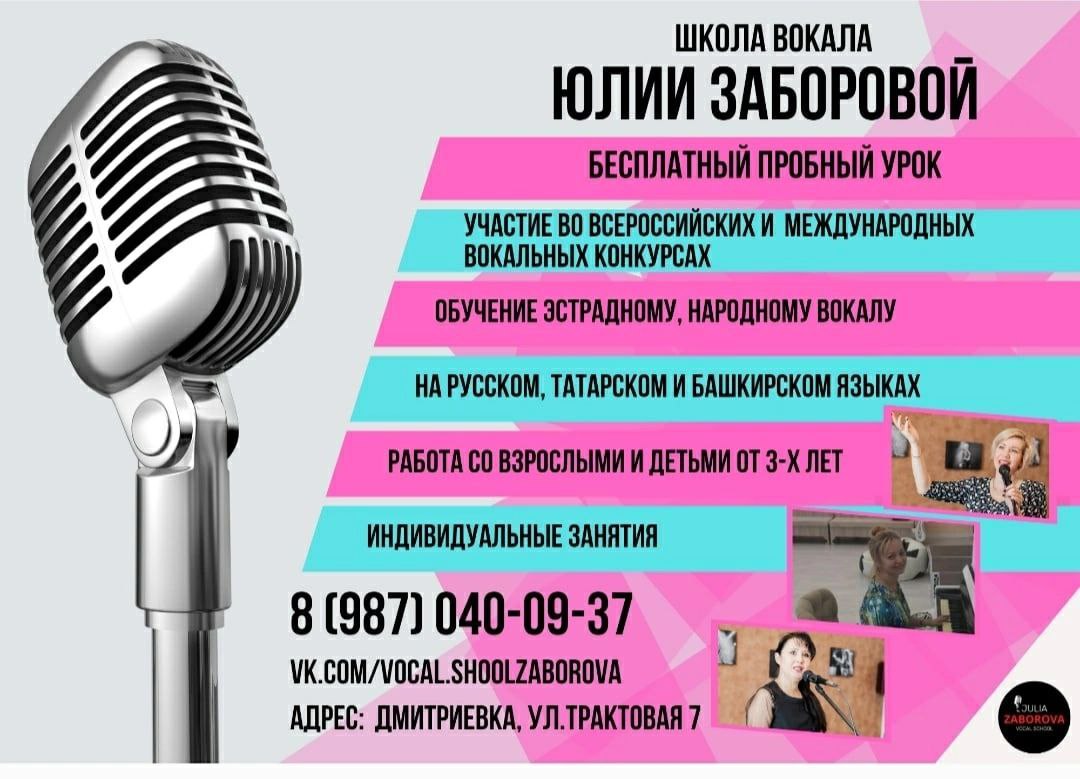 ШКОЛА ВОКАЛА
ЮЛИИ ЗАБОРОВОЙ
БЕСПЛАТНЫЙ ПРОБНЫЙ УРОК
УЧАСТИЕ ВО ВСЕРОССИЙСКИХ И МЕЖДУНАРОДНЫХ
ВОКАЛЬНЫХ КОНКУРСАХ
ОБУЧЕНИЕ ЭСТРАДНОМУ, НАРОДНОМУ ВОКАЛУ
НА РУССКОМ, ТАТАРСКОМ И БАШКИРСКОМ ЯЗЫКАХ
РАБОТА СО ВЗРОСЛЫМИ И ДЕТЬМИ ОТ 3-Х ЛЕТ
ИНДИВИДУАЛЬНЫЕ ЗАНЯТИЯ
8 (987) 040-09-37
VK.COM/VOCAL.SHOOLZABOROVA
АДРЕС: ДМИТРИЕВКА, УЛ.ТРАКТОВАЯ 7
JULIA
ZABOROVA
VOCAL SCHOOL